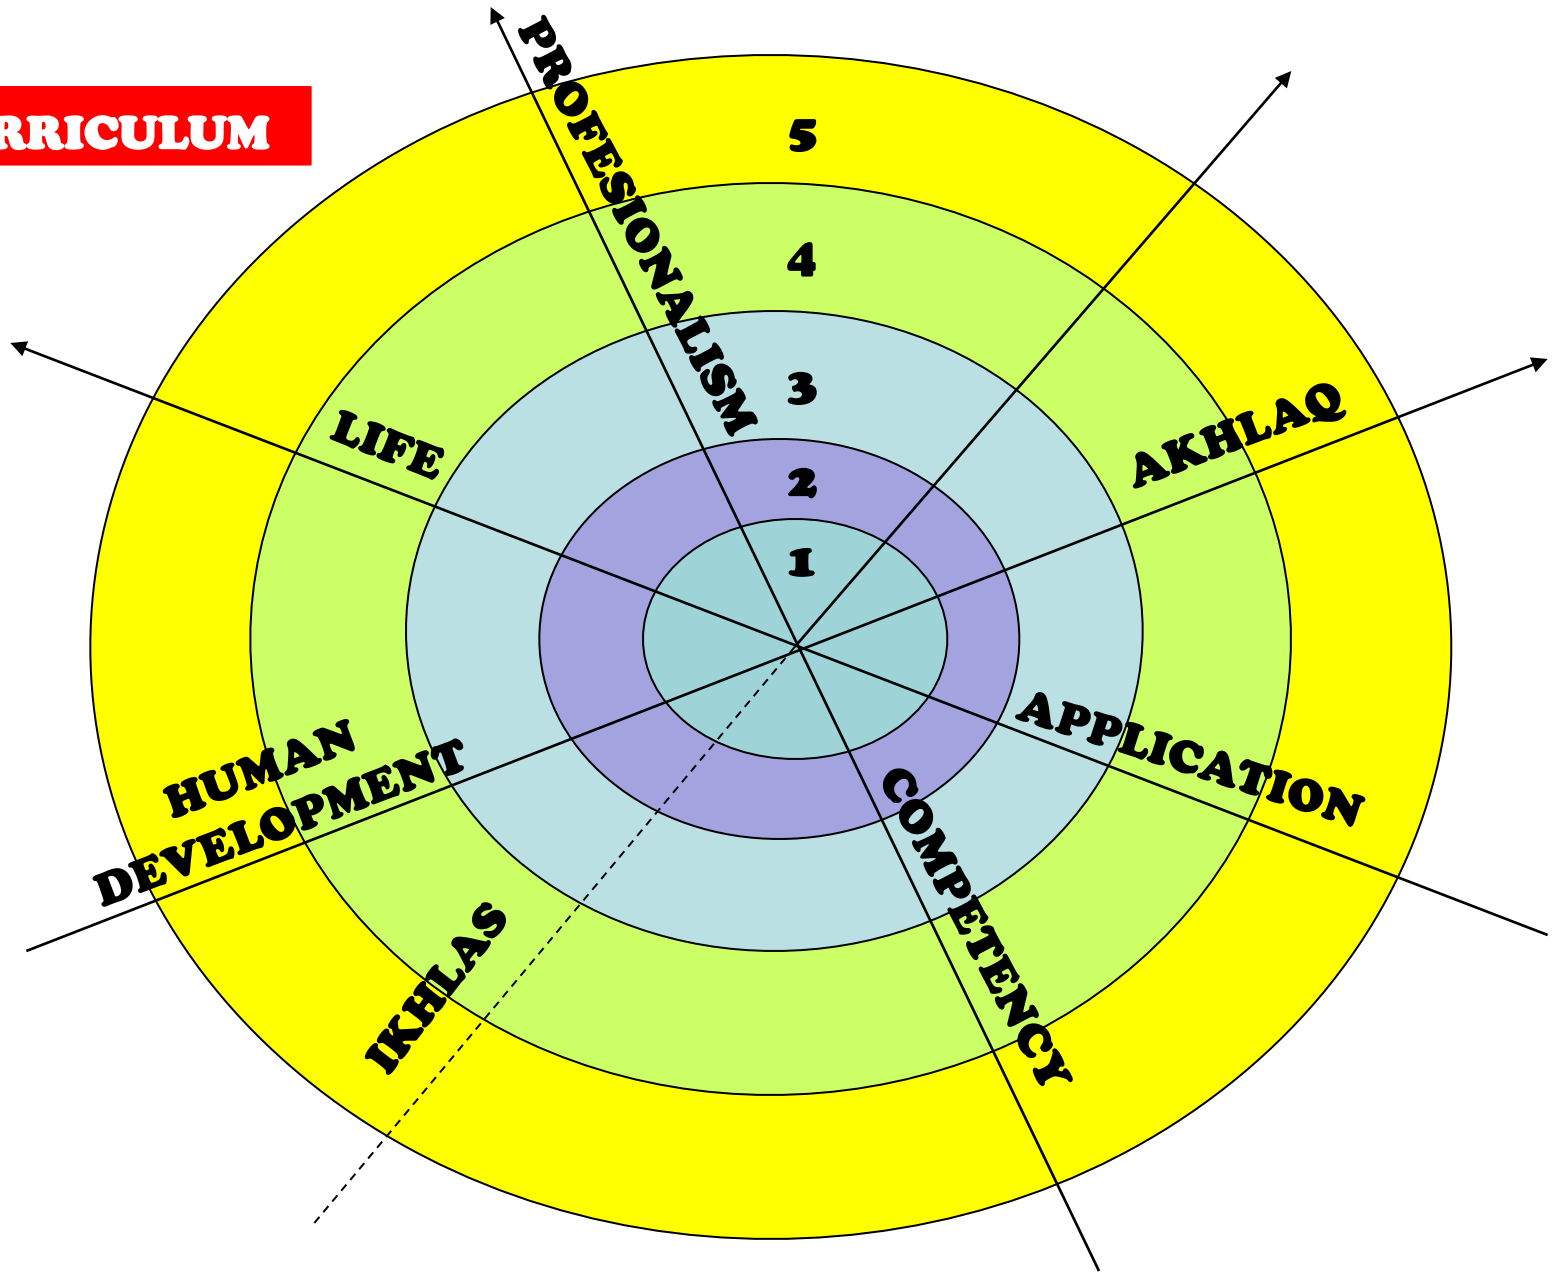 RRICULUM
PROFESIONALISM
5
4
3
2
1
LIFE
AKHLAQ
HUMAN
DEVELOPMENT
APPLICATION
IKHLAS
COMPETENCY